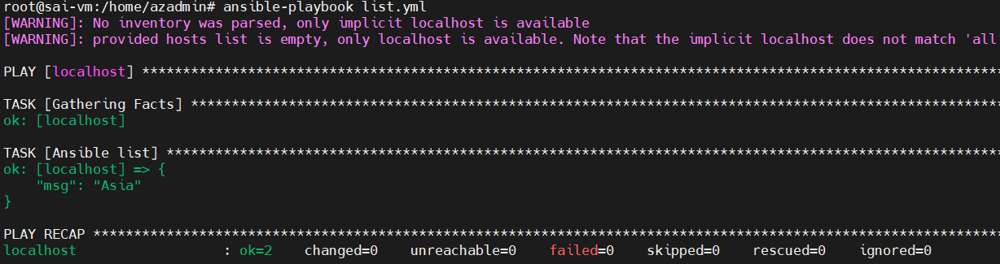 root@sai-vm:/home/azadmin# ansible-playbook list.yml
[WARNING]: No inventory was parsed, only implicit localhost is available
[WARNING]: provided hosts list is empty, only localhost is available. Note that the implicit localhost does not match 'all
PLAY [localhost] **********************************************************************************************************
TASK [Gathering Facts] ****************************************************************************************************
ok: [localhost]
TASK [Ansible list] *******************************************************************************************************
ok: [localhost] => {
    "msg": "Asia"
}
PLAY RECAP ****************************************************************************************************************
localhost                  : ok=2    changed=0    unreachable=0    failed=0    skipped=0    rescued=0    ignored=0